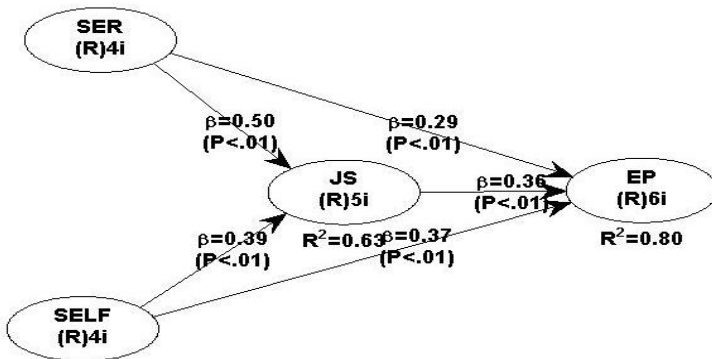 SER
(R)4i
β=0.50
(P<.01)
β=0.29
(P<.01)
JS
(R)5i
R²=0.63
β=0.36
(P<.01)
EP
(R)6i
R²=0.80
β=0.39
(P<.01)
β=0.37
(P<.01)
SELF
(R)4i